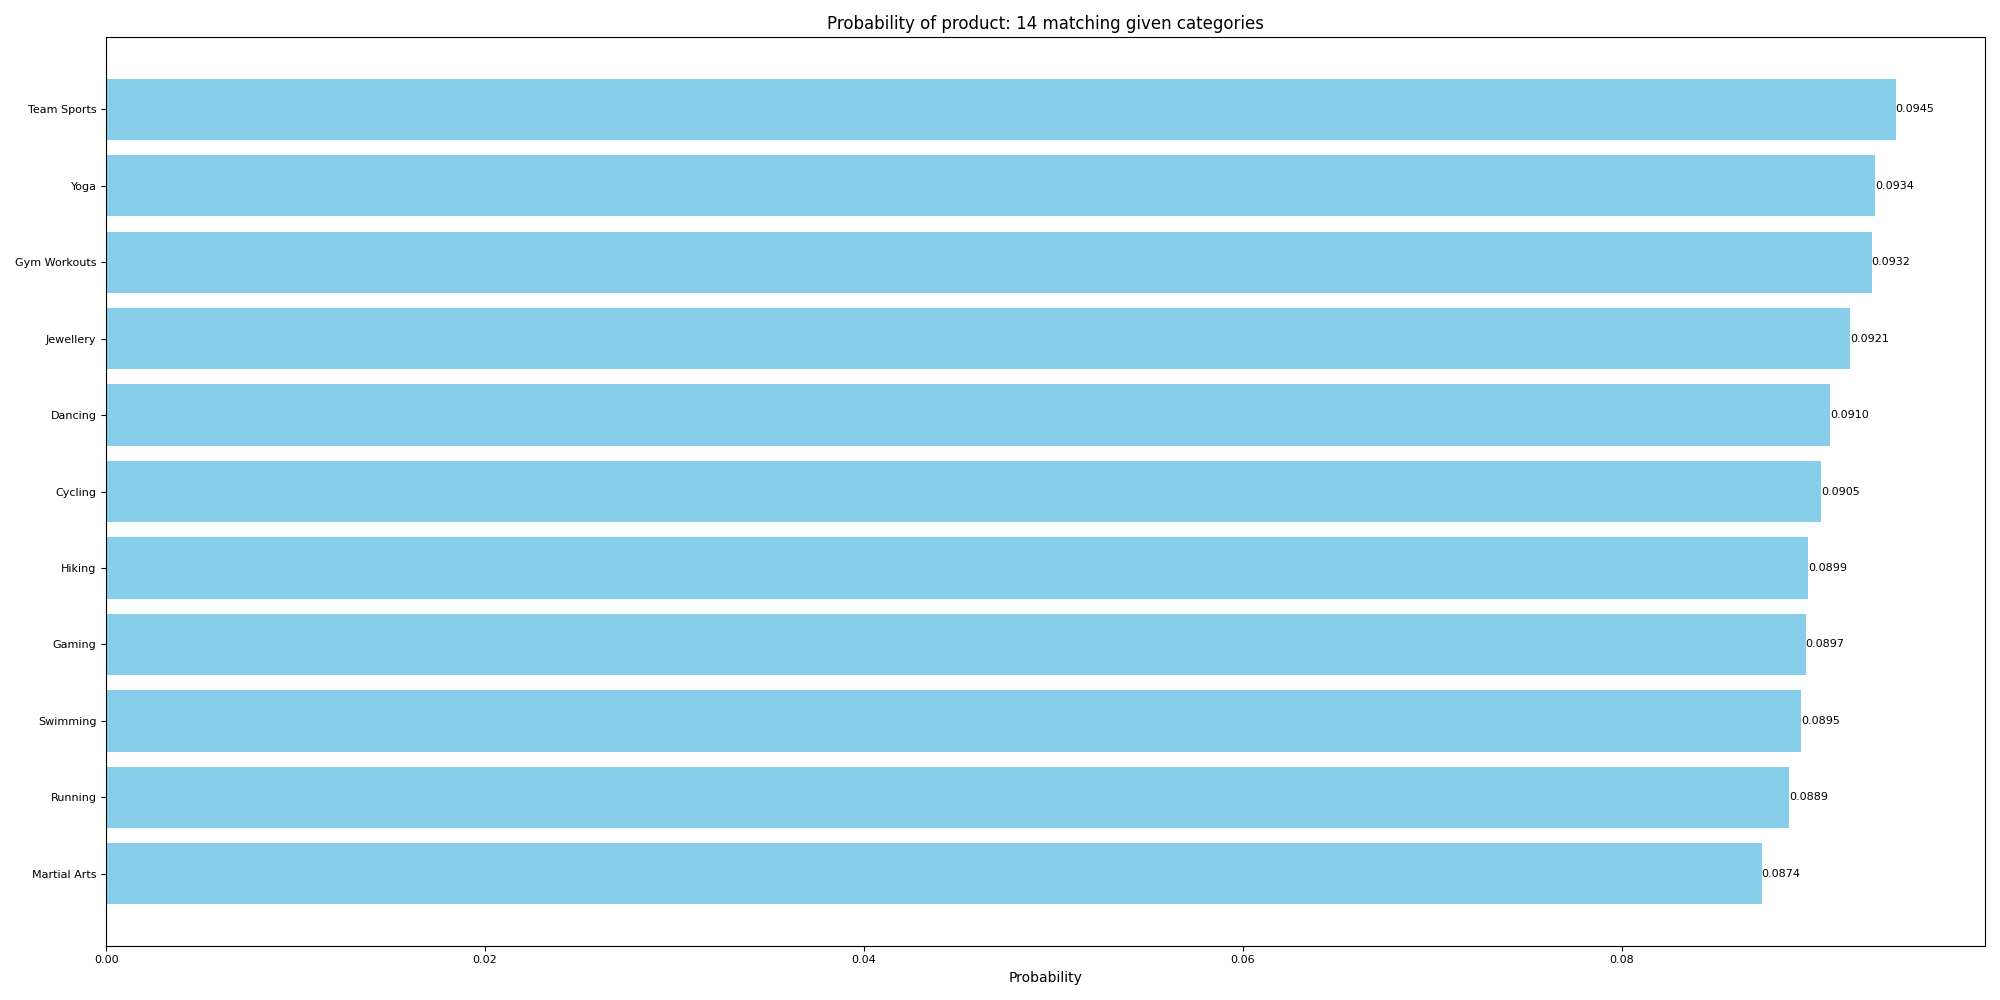 Probability of product: 14 matching given categories
Team Sports 0.0945
Yoga 0.0934
Gym Workouts 0.0932
Jewellery 0.0921
Dancing 0.0910
Cycling 0.0905
Hiking 0.0899
Gaming 0.0897
Swimming 0.0895
Running 0.0889
Martial Arts 0.0874
0.00 0.02 0.04 0.06 0.08
Probability